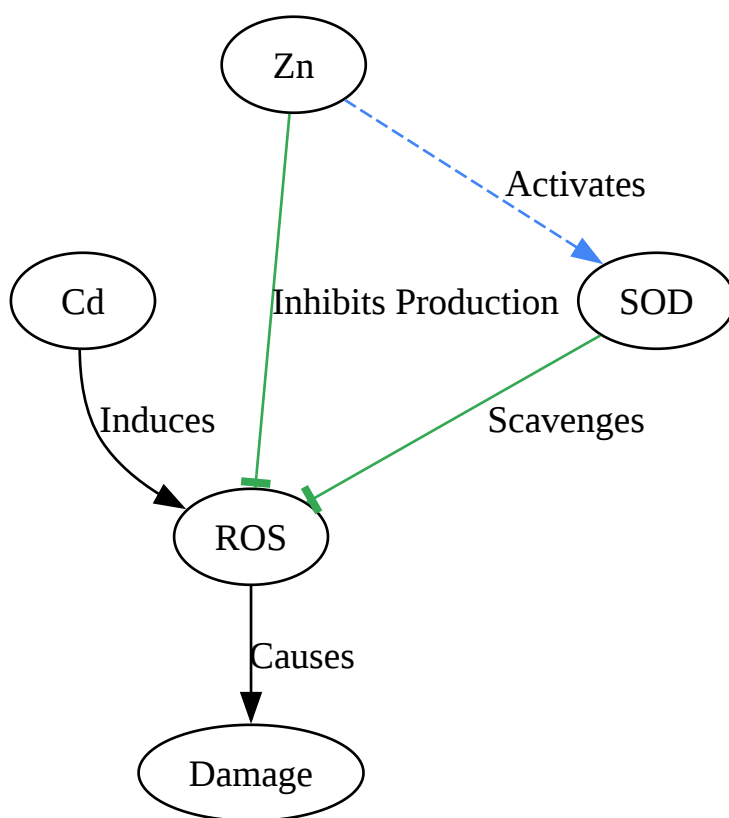 Zn
Activates
Cd
Inhibits Production
SOD
Induces
Scavenges
ROS
Causes
Damage